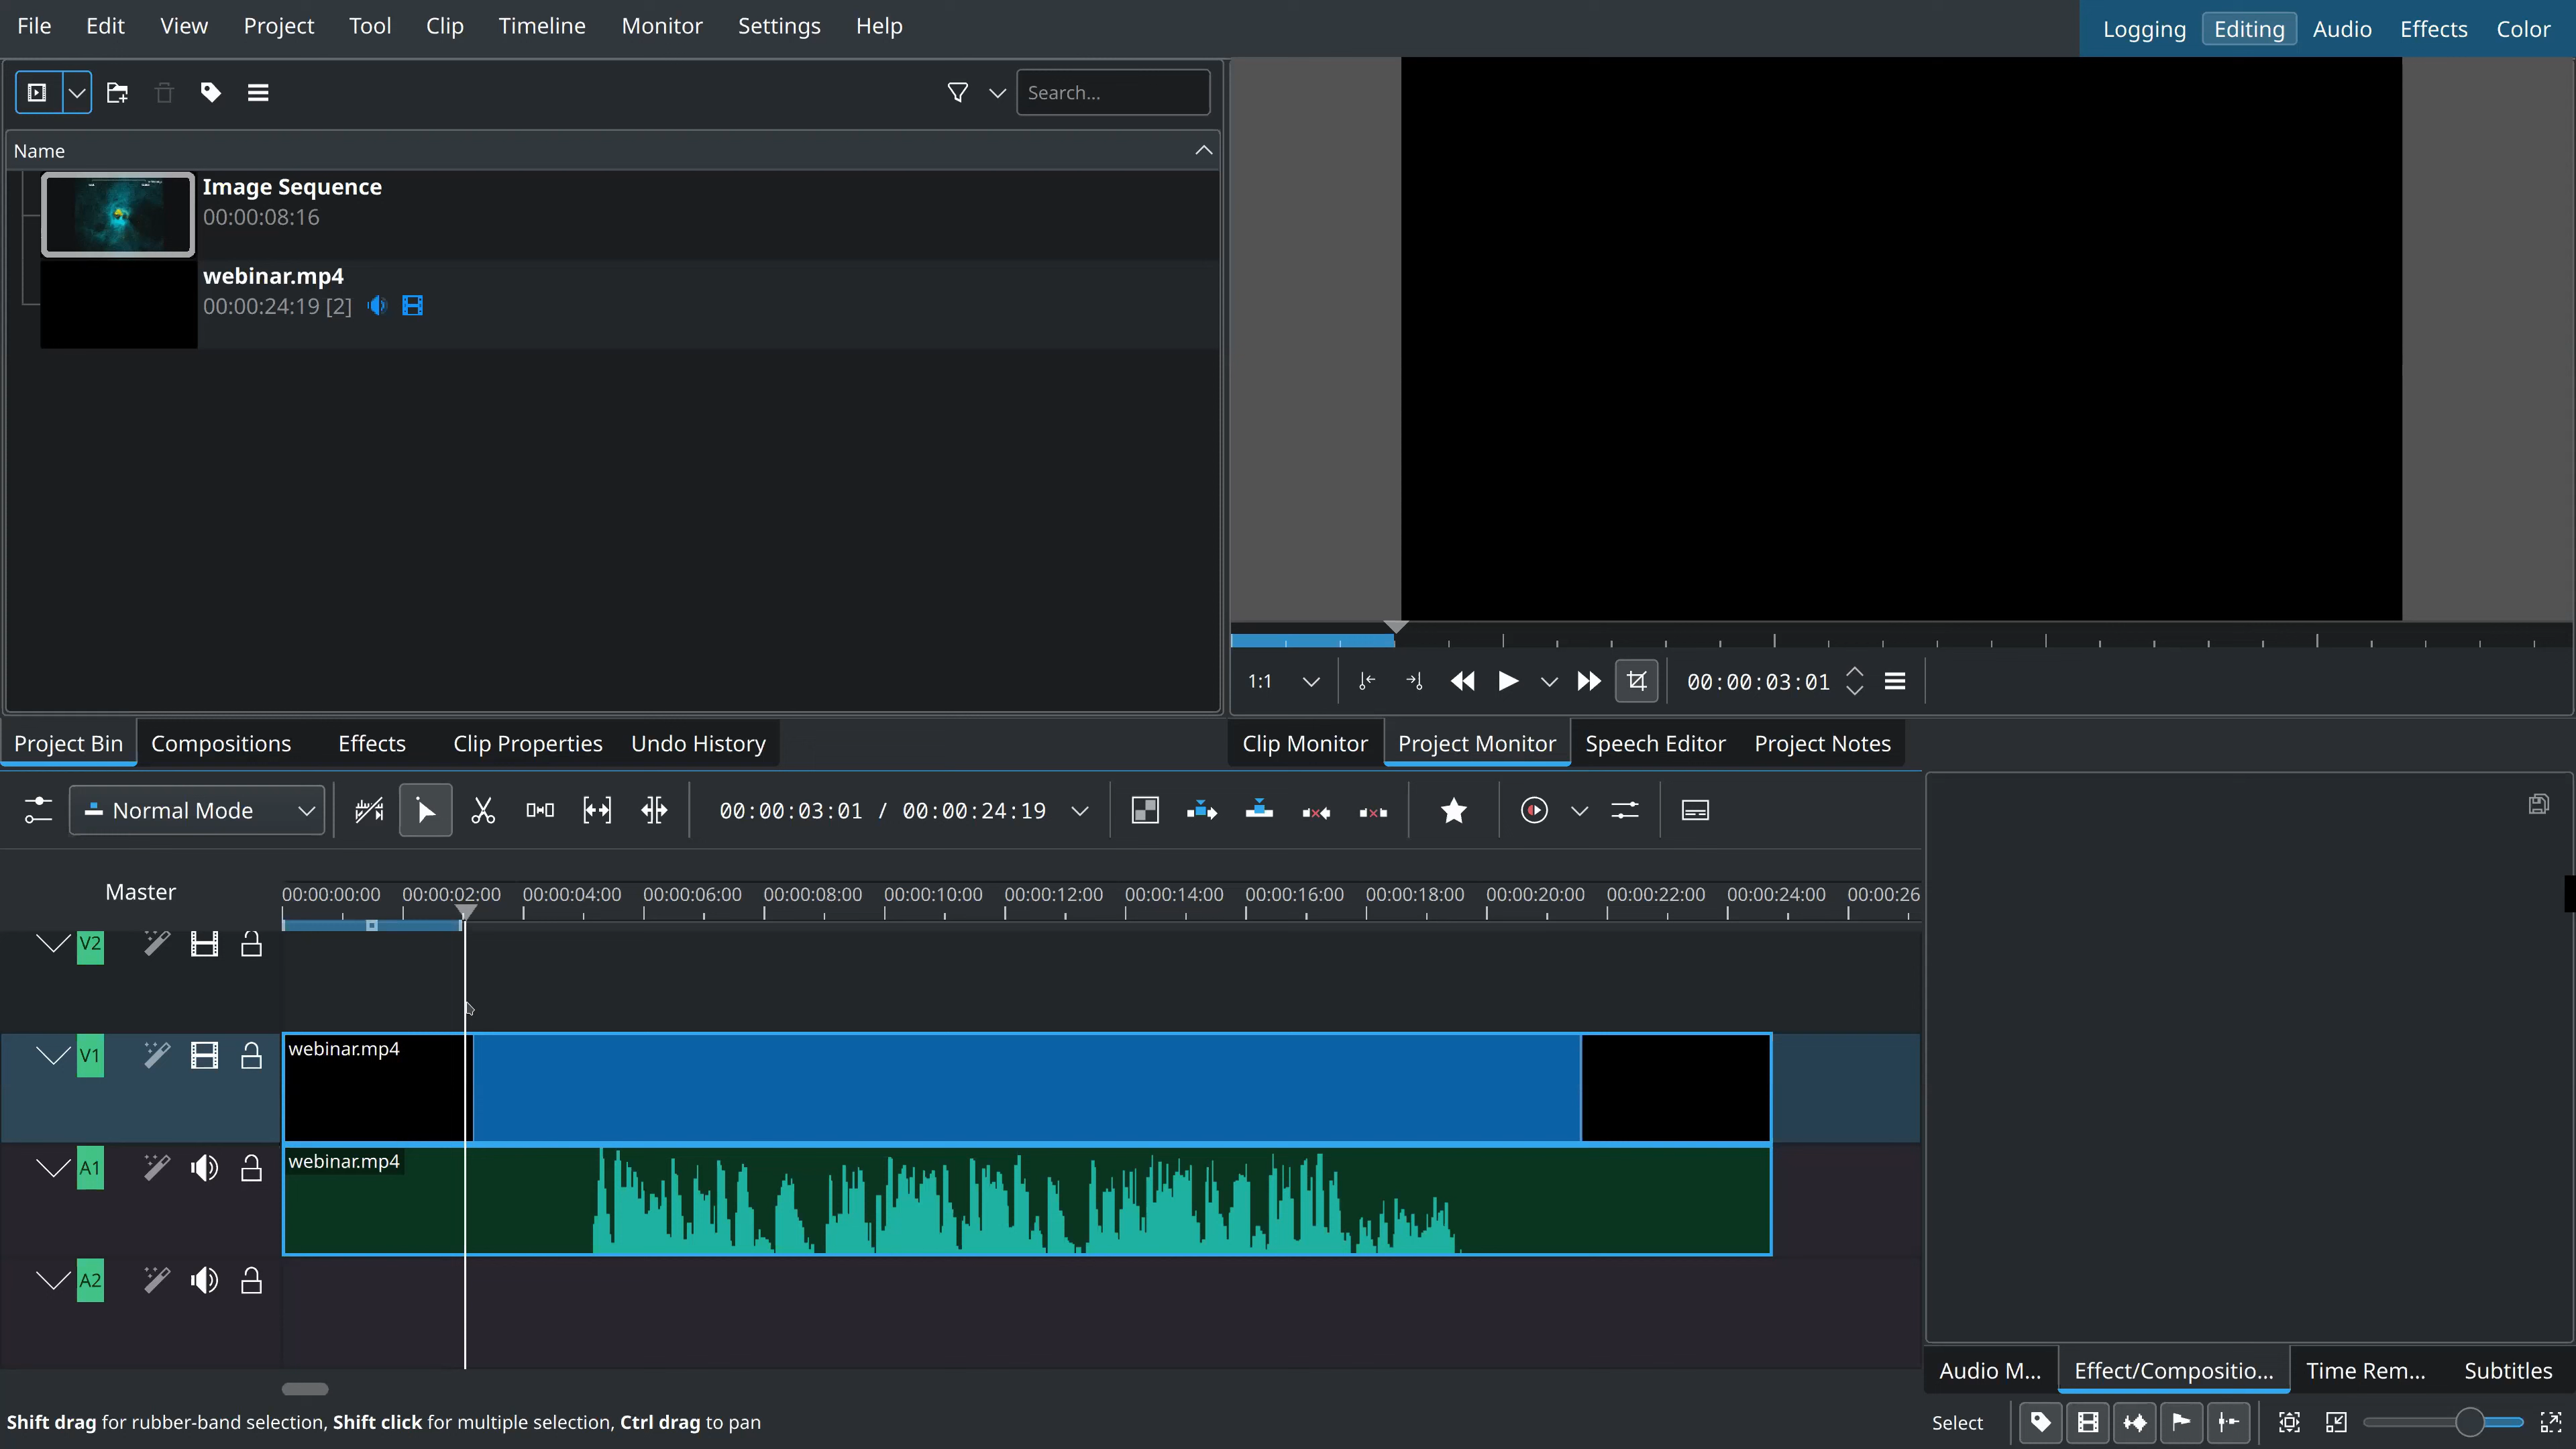 File Edit View Project Tool Clip Timeline Monitor Settings Help
Logging Editing Audio Effects Color
Search...
Name
Image Sequence
00:00:08:16
webinar.mp4
00:00:24:19 [2]
1:1
00:00:03:01
Project Bin Compositions Effects Clip Properties Undo History
Clip Monitor Project Monitor Speech Editor Project Notes
Normal Mode
00:00:03:01 / 00:00:24:19
Master
00:00:00:00 00:00:02:00 00:00:04:00 00:00:06:00 00:00:08:00 00:00:10:00 00:00:12:00 00:00:14:00 00:00:16:00 00:00:18:00 00:00:20:00 00:00:22:00 00:00:24:00 00:00:26
V2
V1
webinar.mp4
A1
webinar.mp4
A2
Audio M... Effect/Compositio... Time Rem... Subtitles
Shift drag for rubber-band selection, Shift click for multiple selection, Ctrl drag to pan
Select